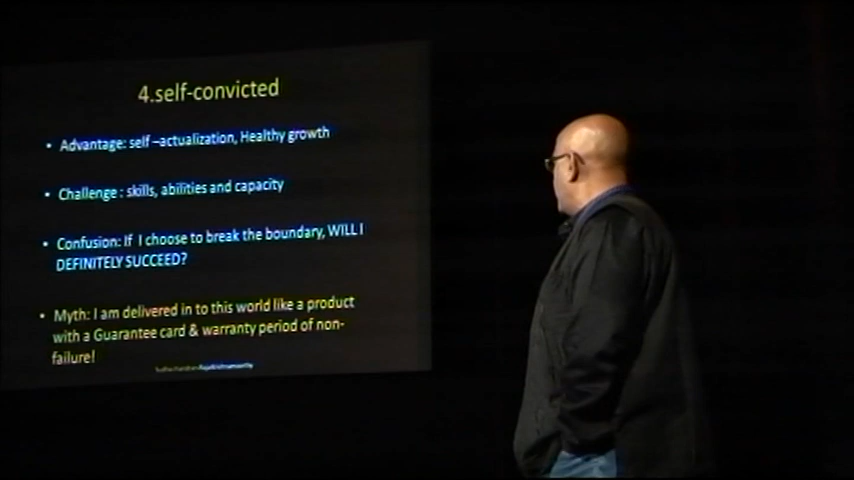 4.self-convicted
• Advantage: self –actualization, Healthy growth
• Challenge : skills, abilities and capacity
• Confusion: If I choose to break the boundary, WILL I
DEFINITELY SUCCEED?
• Myth: I am delivered in to this world like a product
with a Guarantee card & warranty period of non-
failure!